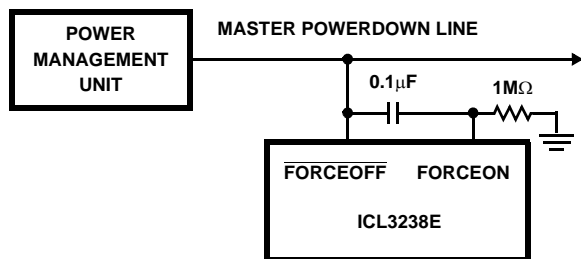 POWER
MANAGEMENT
UNIT
MASTER POWERDOWN LINE
0.1μF
1MΩ
FORCEOFF FORCEON
ICL3238E